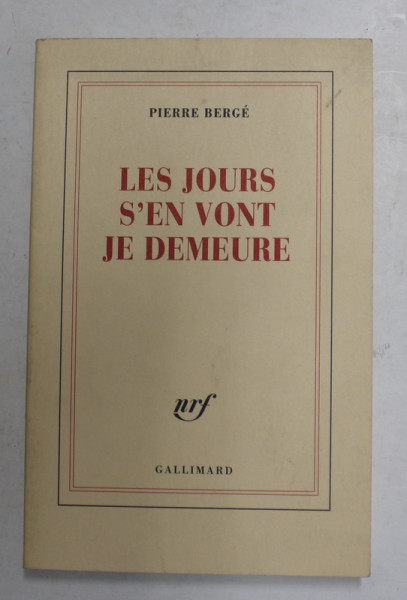 PIERRE BERGÉ
LES JOURS
S'EN VONT
JE DEMEURE
nrf
GALLIMARD